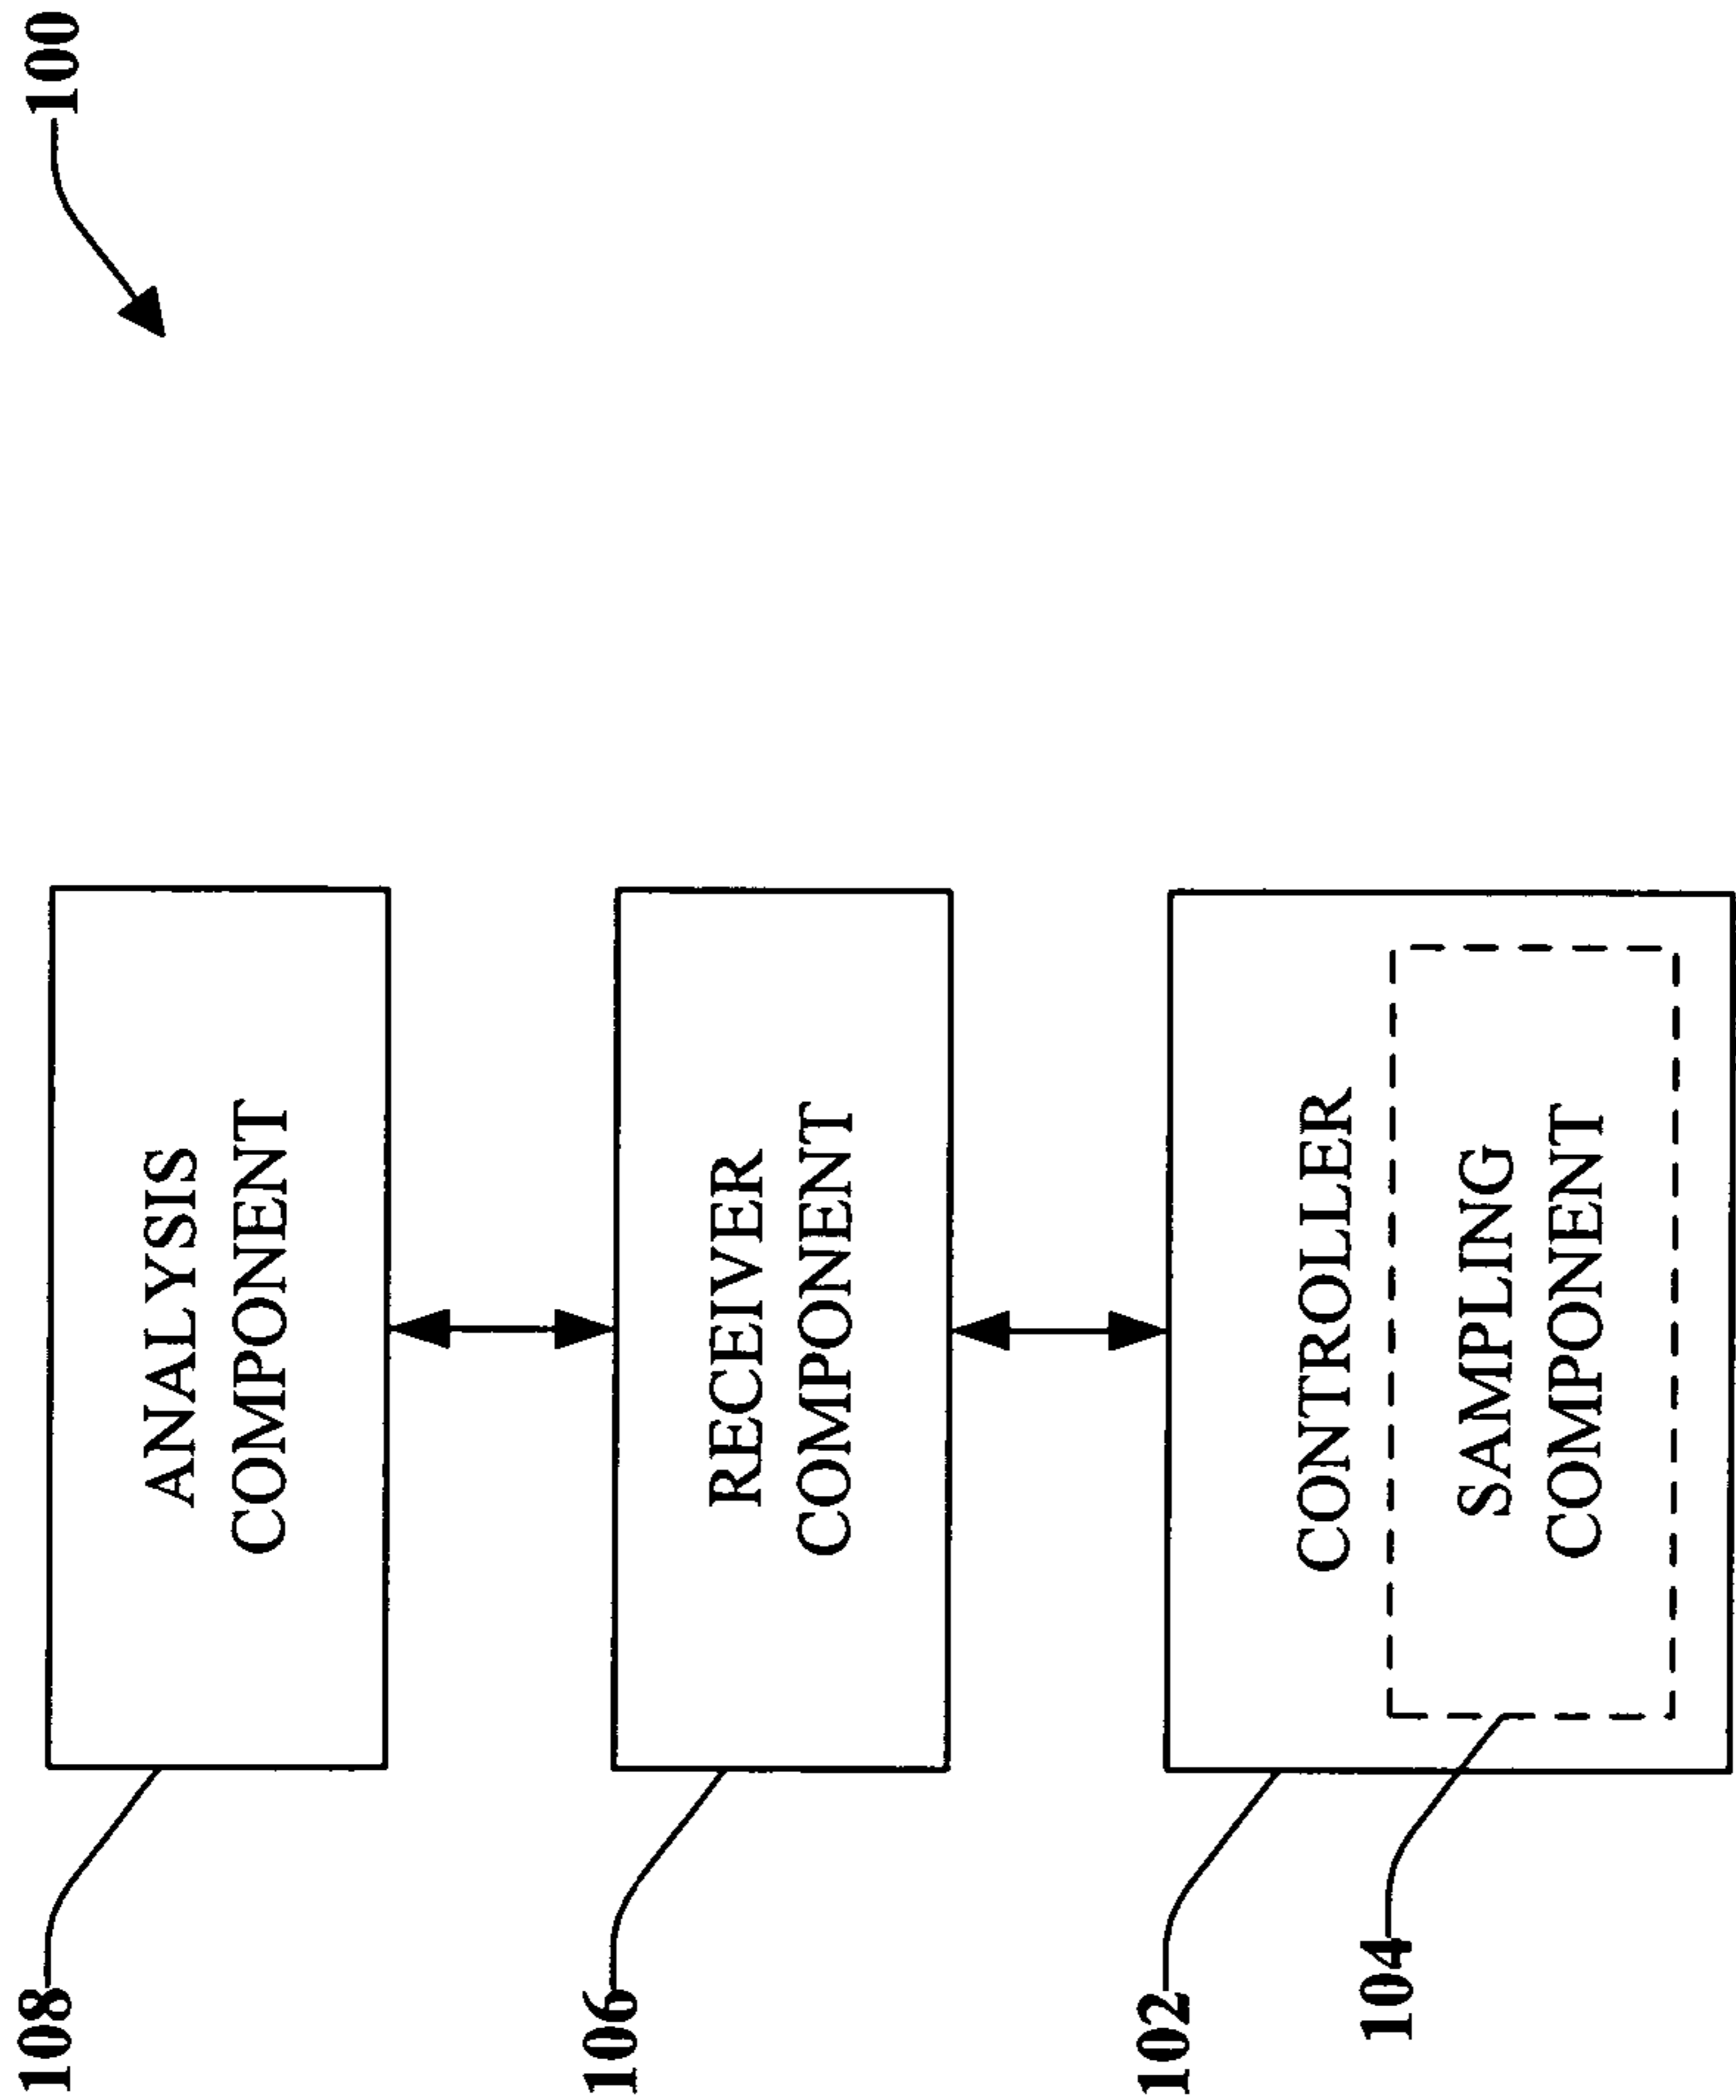 100
108
ANALYSIS
COMPONENT
106
RECEIVER
COMPONENT
102
CONTROLLER
104
SAMPLING
COMPONENT